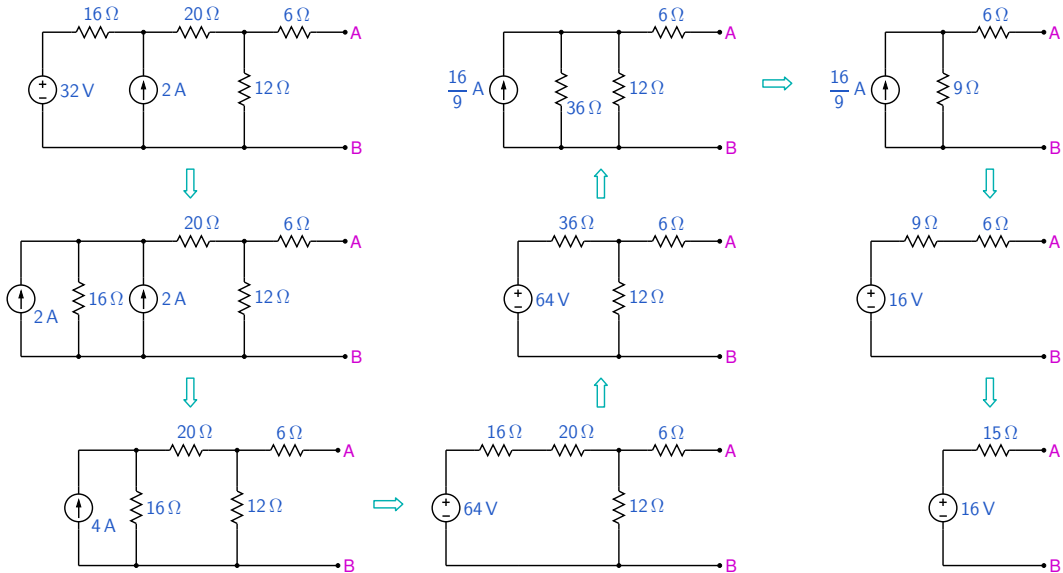 16 Ω 20 Ω 6 Ω A
+ − 32 V 2 A 12 Ω
B
20 Ω 6 Ω A
2 A 16 Ω 2 A 12 Ω
B
20 Ω 6 Ω A
4 A 16 Ω 12 Ω
B
16 Ω 20 Ω 6 Ω A
+ − 64 V 12 Ω
B
36 Ω 6 Ω A
+ − 64 V 12 Ω
B
6 Ω A
16/9 A 36 Ω 12 Ω
B
6 Ω A
16/9 A 9 Ω
B
9 Ω 6 Ω A
+ − 16 V
B
15 Ω A
+ − 16 V
B